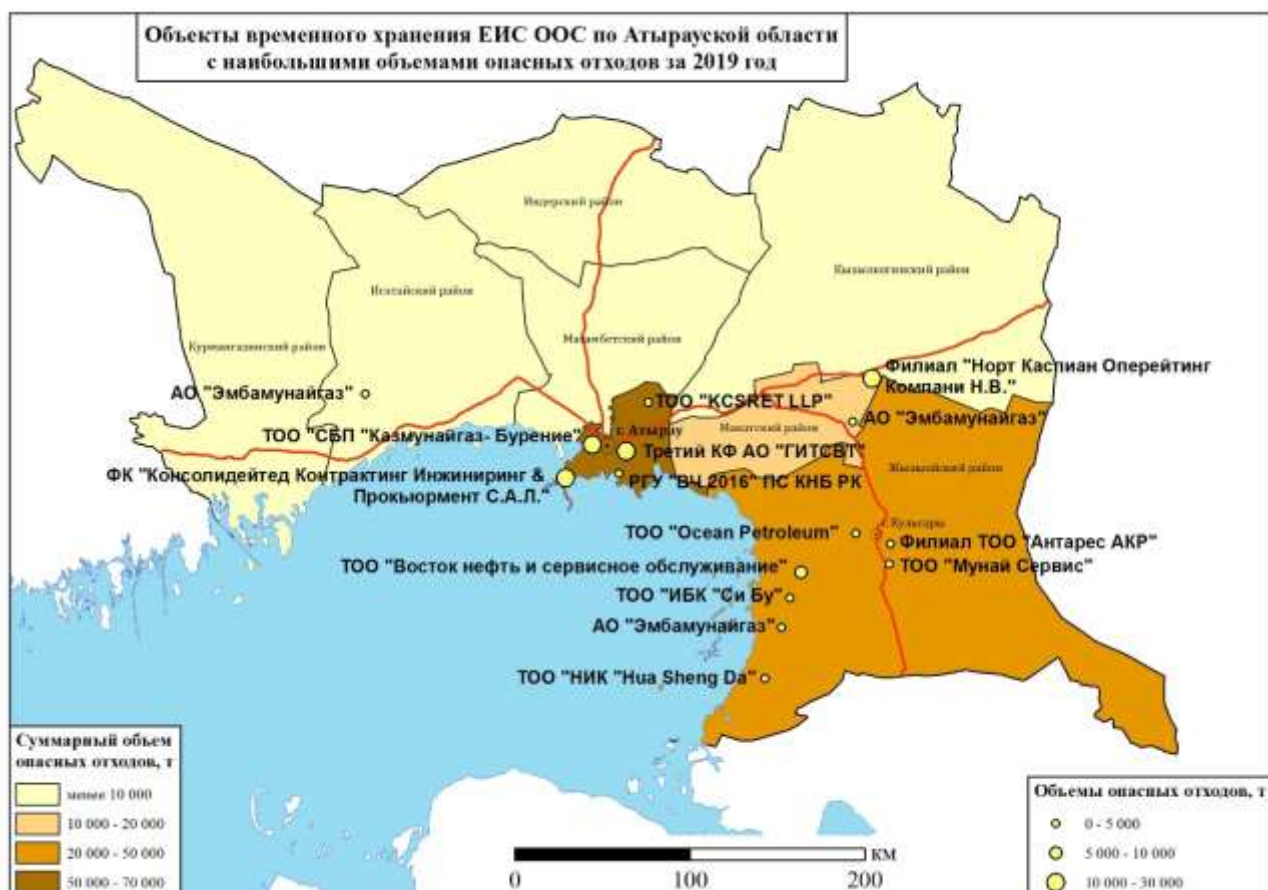 Объекты временного хранения ЕИС ООС по Атырауской области
с наибольшими объемами опасных отходов за 2019 год
Индерский район
Кызылкогинский район
Исатайский район
Махамбетский район
Курмангазинский район
Филиал "Норт Каспиан Оперейтинг
Компани Н.В."
АО "Эмбамунайгаз"
ТОО "KCSRET LLP"
АО "Эмбамунайгаз"
Макатский район
г. Атырау
ТОО "СБП "Казмунайгаз- Бурение"
Третий КФ АО "ГИТСВТ"
Жылыойский район
ФК "Консолидейтед Контрактинг Инжиниринг &
Прокьюрмент С.А.Л."
РГУ "ВЧ 2016" ПС КНБ РК
г. Кульсары
ТОО "Ocean Petroleum"
Филиал ТОО "Антарес АКР"
ТОО "Восток нефть и сервисное обслуживание"
ТОО "Мунай Сервис"
ТОО "ИБК "Си Бу"
АО "Эмбамунайгаз"
ТОО "НИК "Hua Sheng Da"
Суммарный объем
опасных отходов, т
менее 10 000
10 000 - 20 000
20 000 - 50 000
50 000 - 70 000
КМ
0 100 200
Объемы опасных отходов, т
0 - 5 000
5 000 - 10 000
10 000 - 30 000